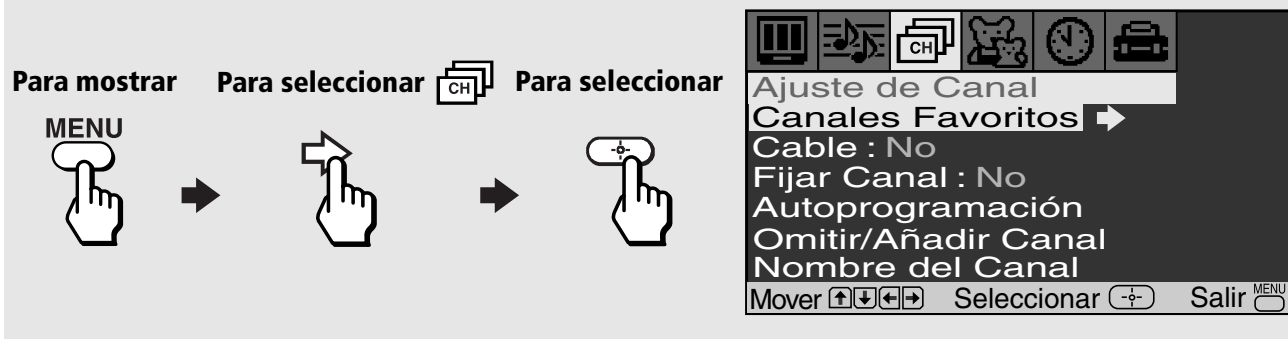 Para mostrar
Para seleccionar CH
Para seleccionar
MENU
CH
Ajuste de Canal
Canales Favoritos
Cable : No
Fijar Canal : No
Autoprogramación
Omitir/Añadir Canal
Nombre del Canal
Mover Seleccionar Salir MENU